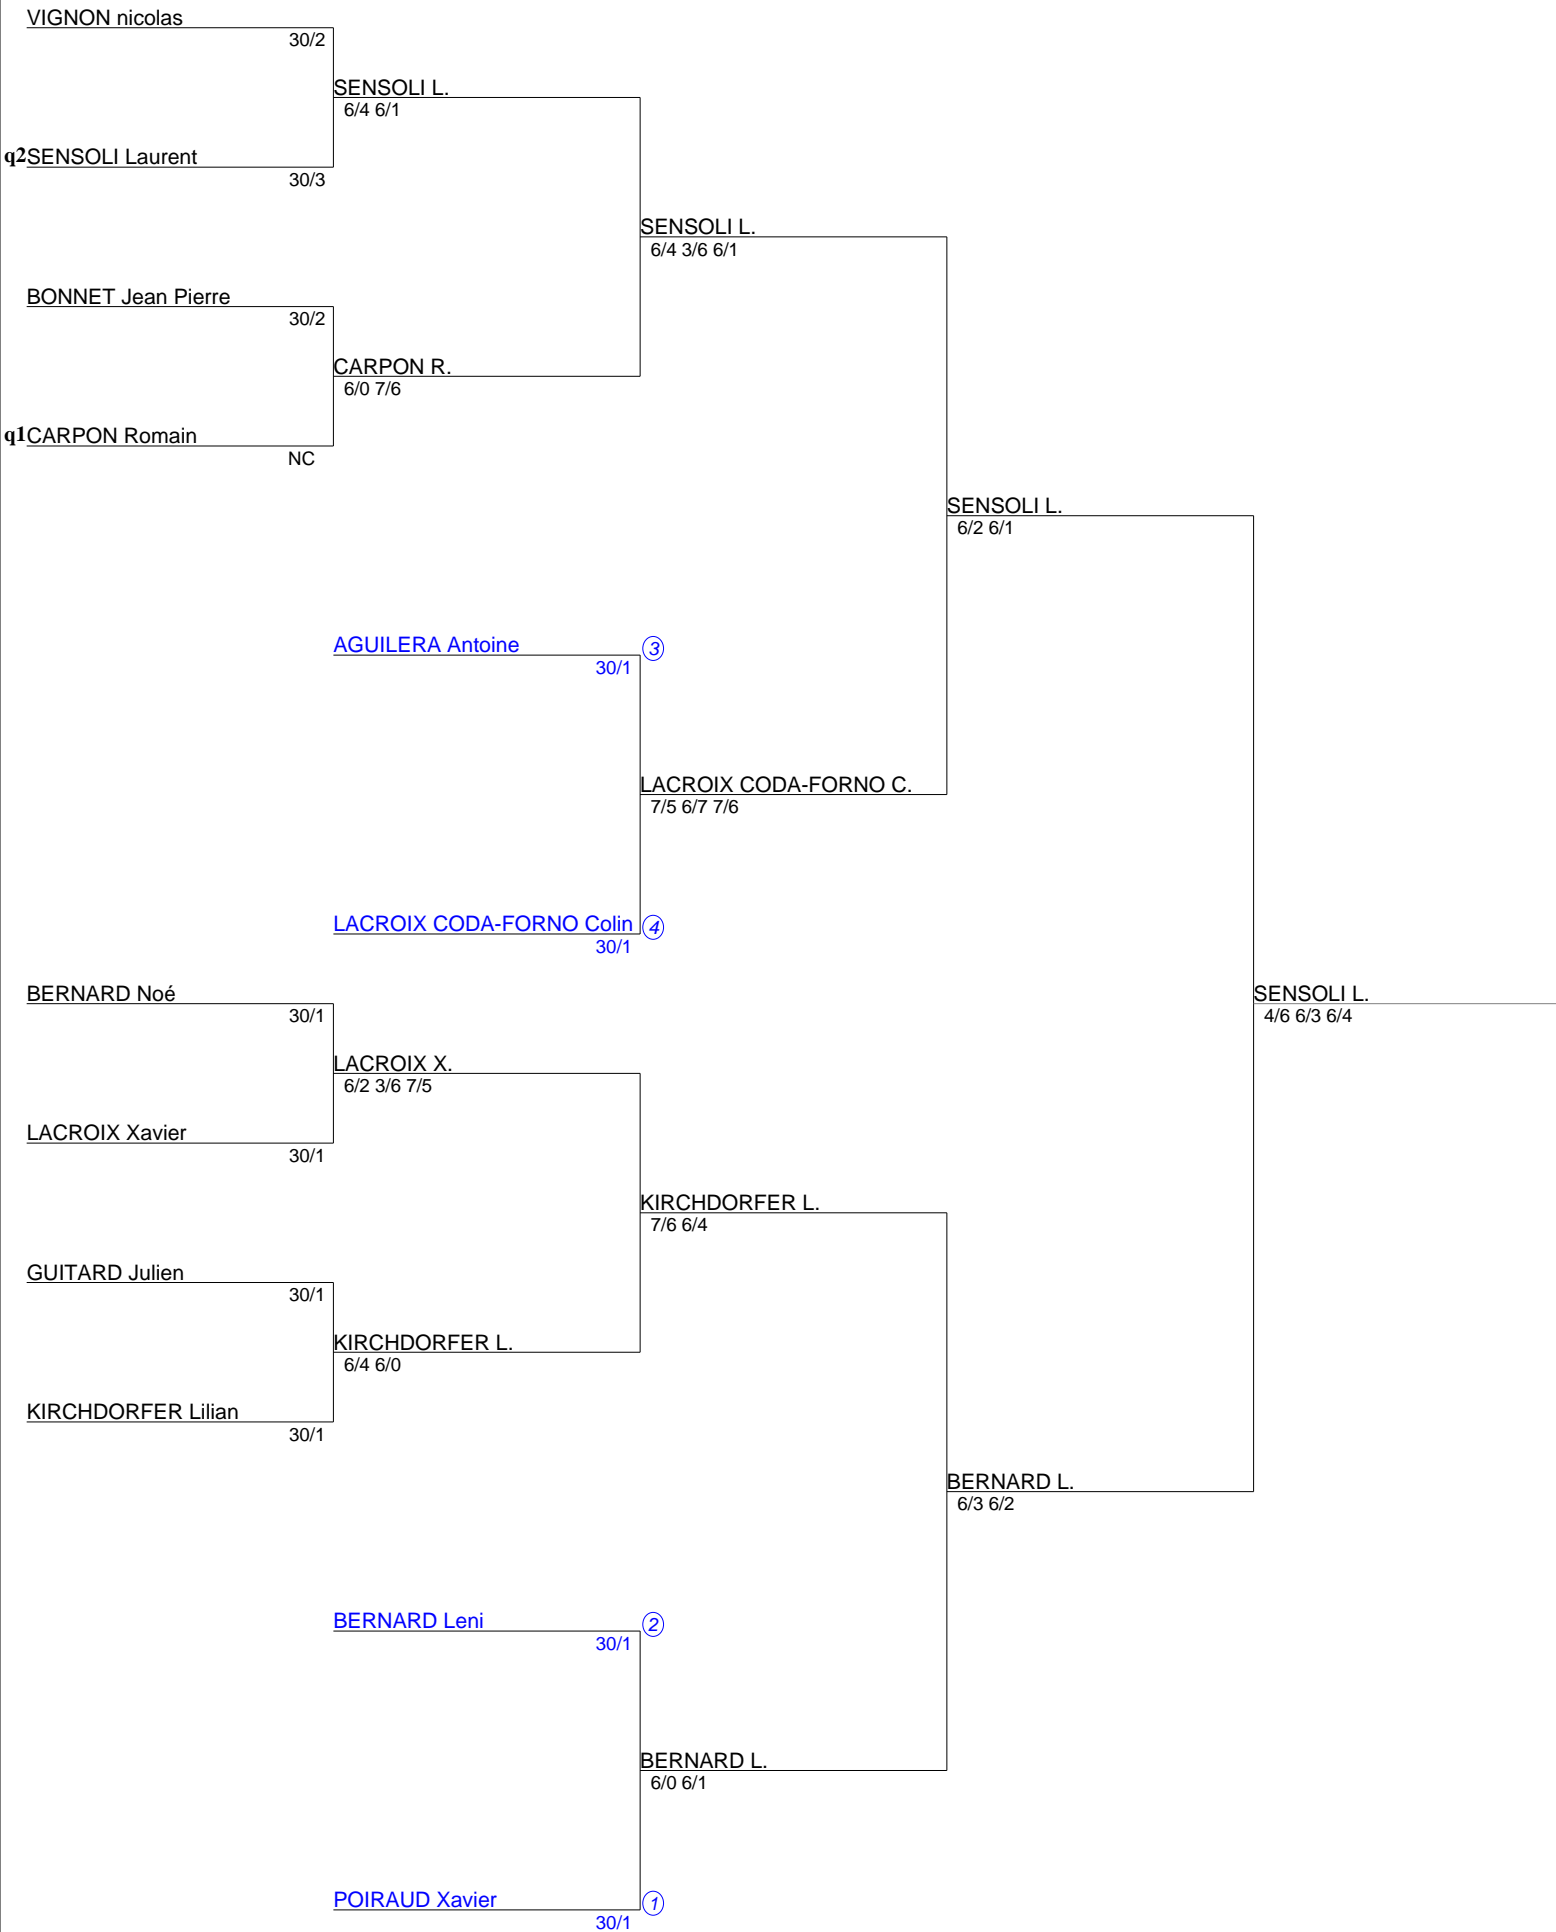 VIGNON nicolas
30/2
SENSOLI L.
6/4 6/1
q2 SENSOLI Laurent
30/3
SENSOLI L.
6/4 3/6 6/1
BONNET Jean Pierre
30/2
CARPON R.
6/0 7/6
q1 CARPON Romain
NC
SENSOLI L.
6/2 6/1
AGUILERA Antoine 3
30/1
LACROIX CODA-FORNO C.
7/5 6/7 7/6
LACROIX CODA-FORNO Colin 4
30/1
BERNARD Noé
30/1
SENSOLI L.
4/6 6/3 6/4
LACROIX X.
6/2 3/6 7/5
LACROIX Xavier
30/1
KIRCHDORFER L.
7/6 6/4
GUITARD Julien
30/1
KIRCHDORFER L.
6/4 6/0
KIRCHDORFER Lilian
30/1
BERNARD L.
6/3 6/2
BERNARD Leni 2
30/1
BERNARD L.
6/0 6/1
POIRAUD Xavier 1
30/1